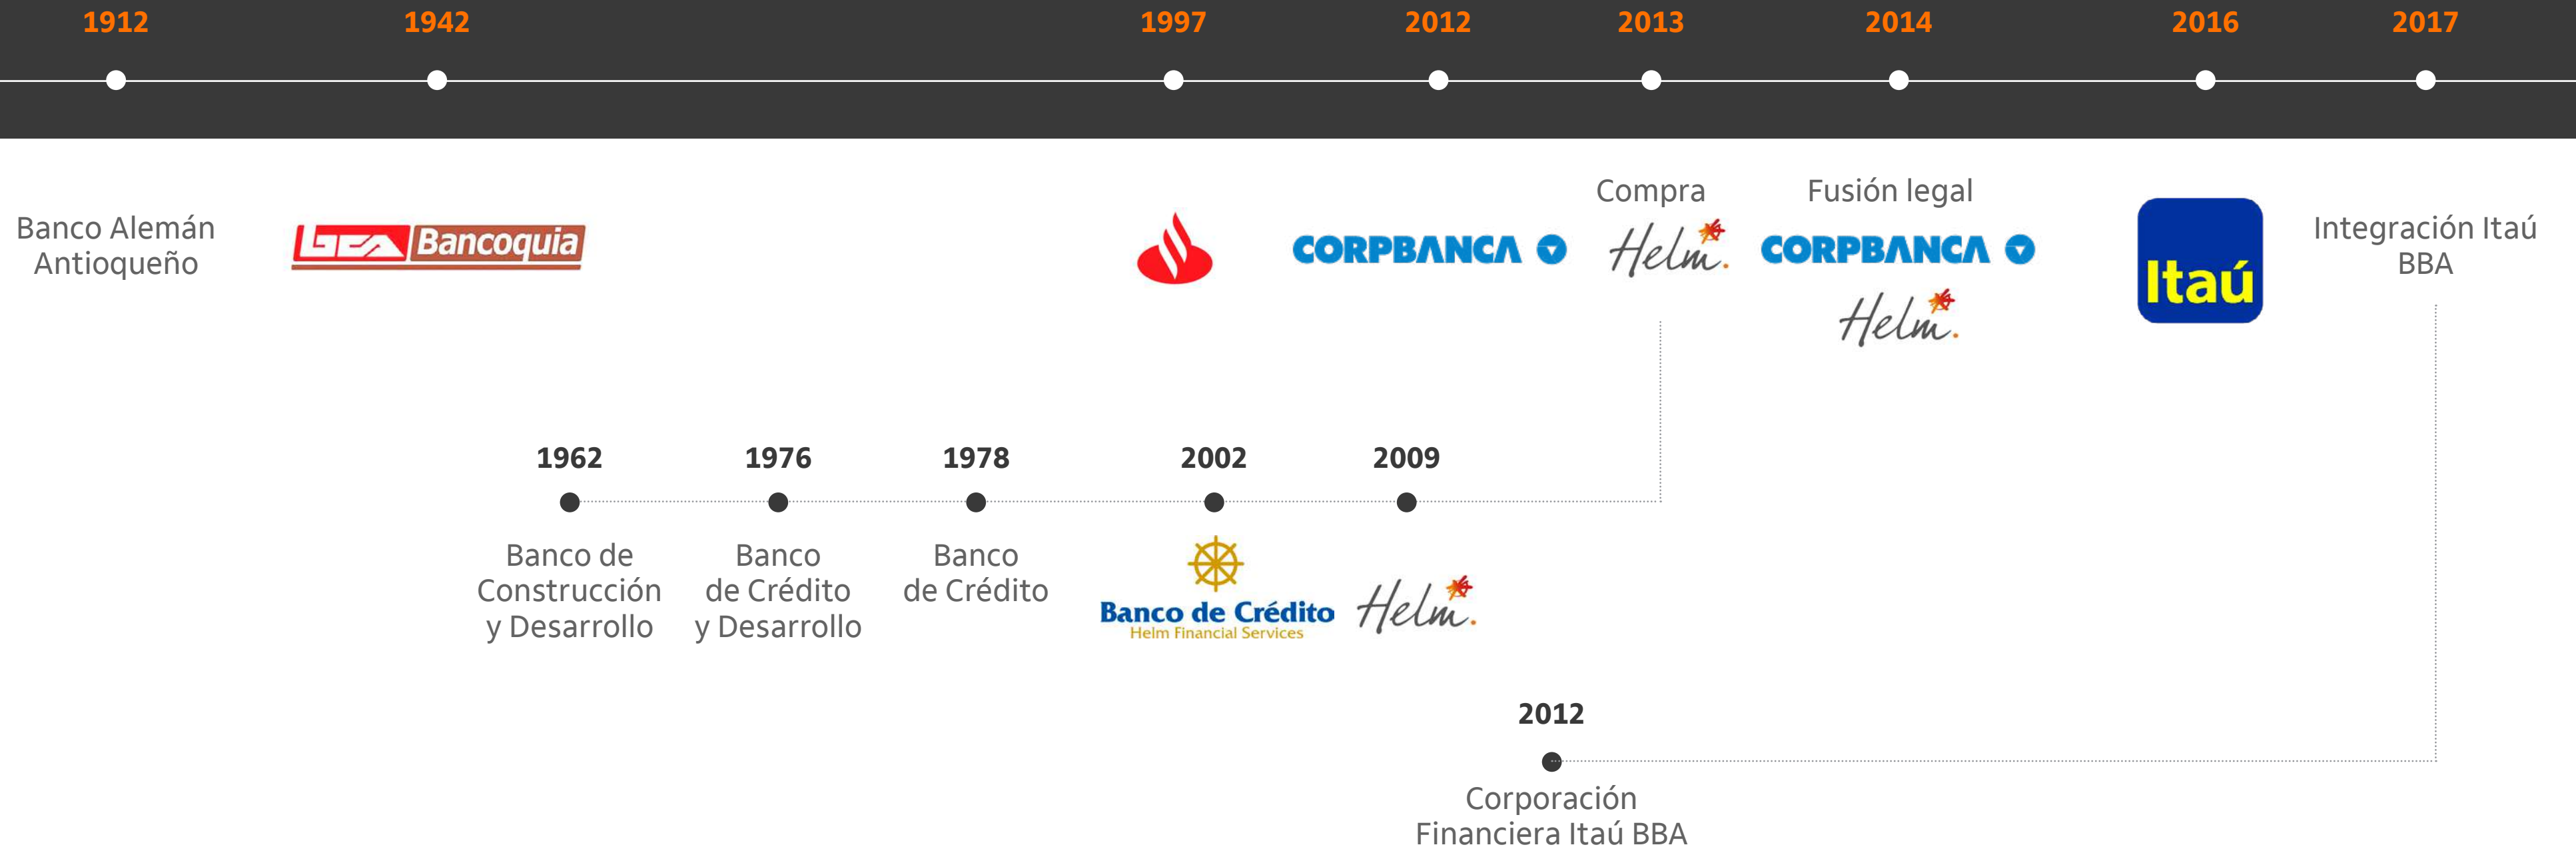 1912
1942
1997
2012
2013
2014
2016
2017
Banco Alemán
Antioqueño
Bancoquia
CORPBANCA
Compra
Helm.
Fusión legal
CORPBANCA
Helm.
Itaú
Integración Itaú
BBA
1962
1976
1978
2002
2009
Banco de
Construcción
y Desarrollo
Banco
de Crédito
y Desarrollo
Banco
de Crédito
Banco de Crédito
Helm Financial Services
Helm.
2012
Corporación
Financiera Itaú BBA